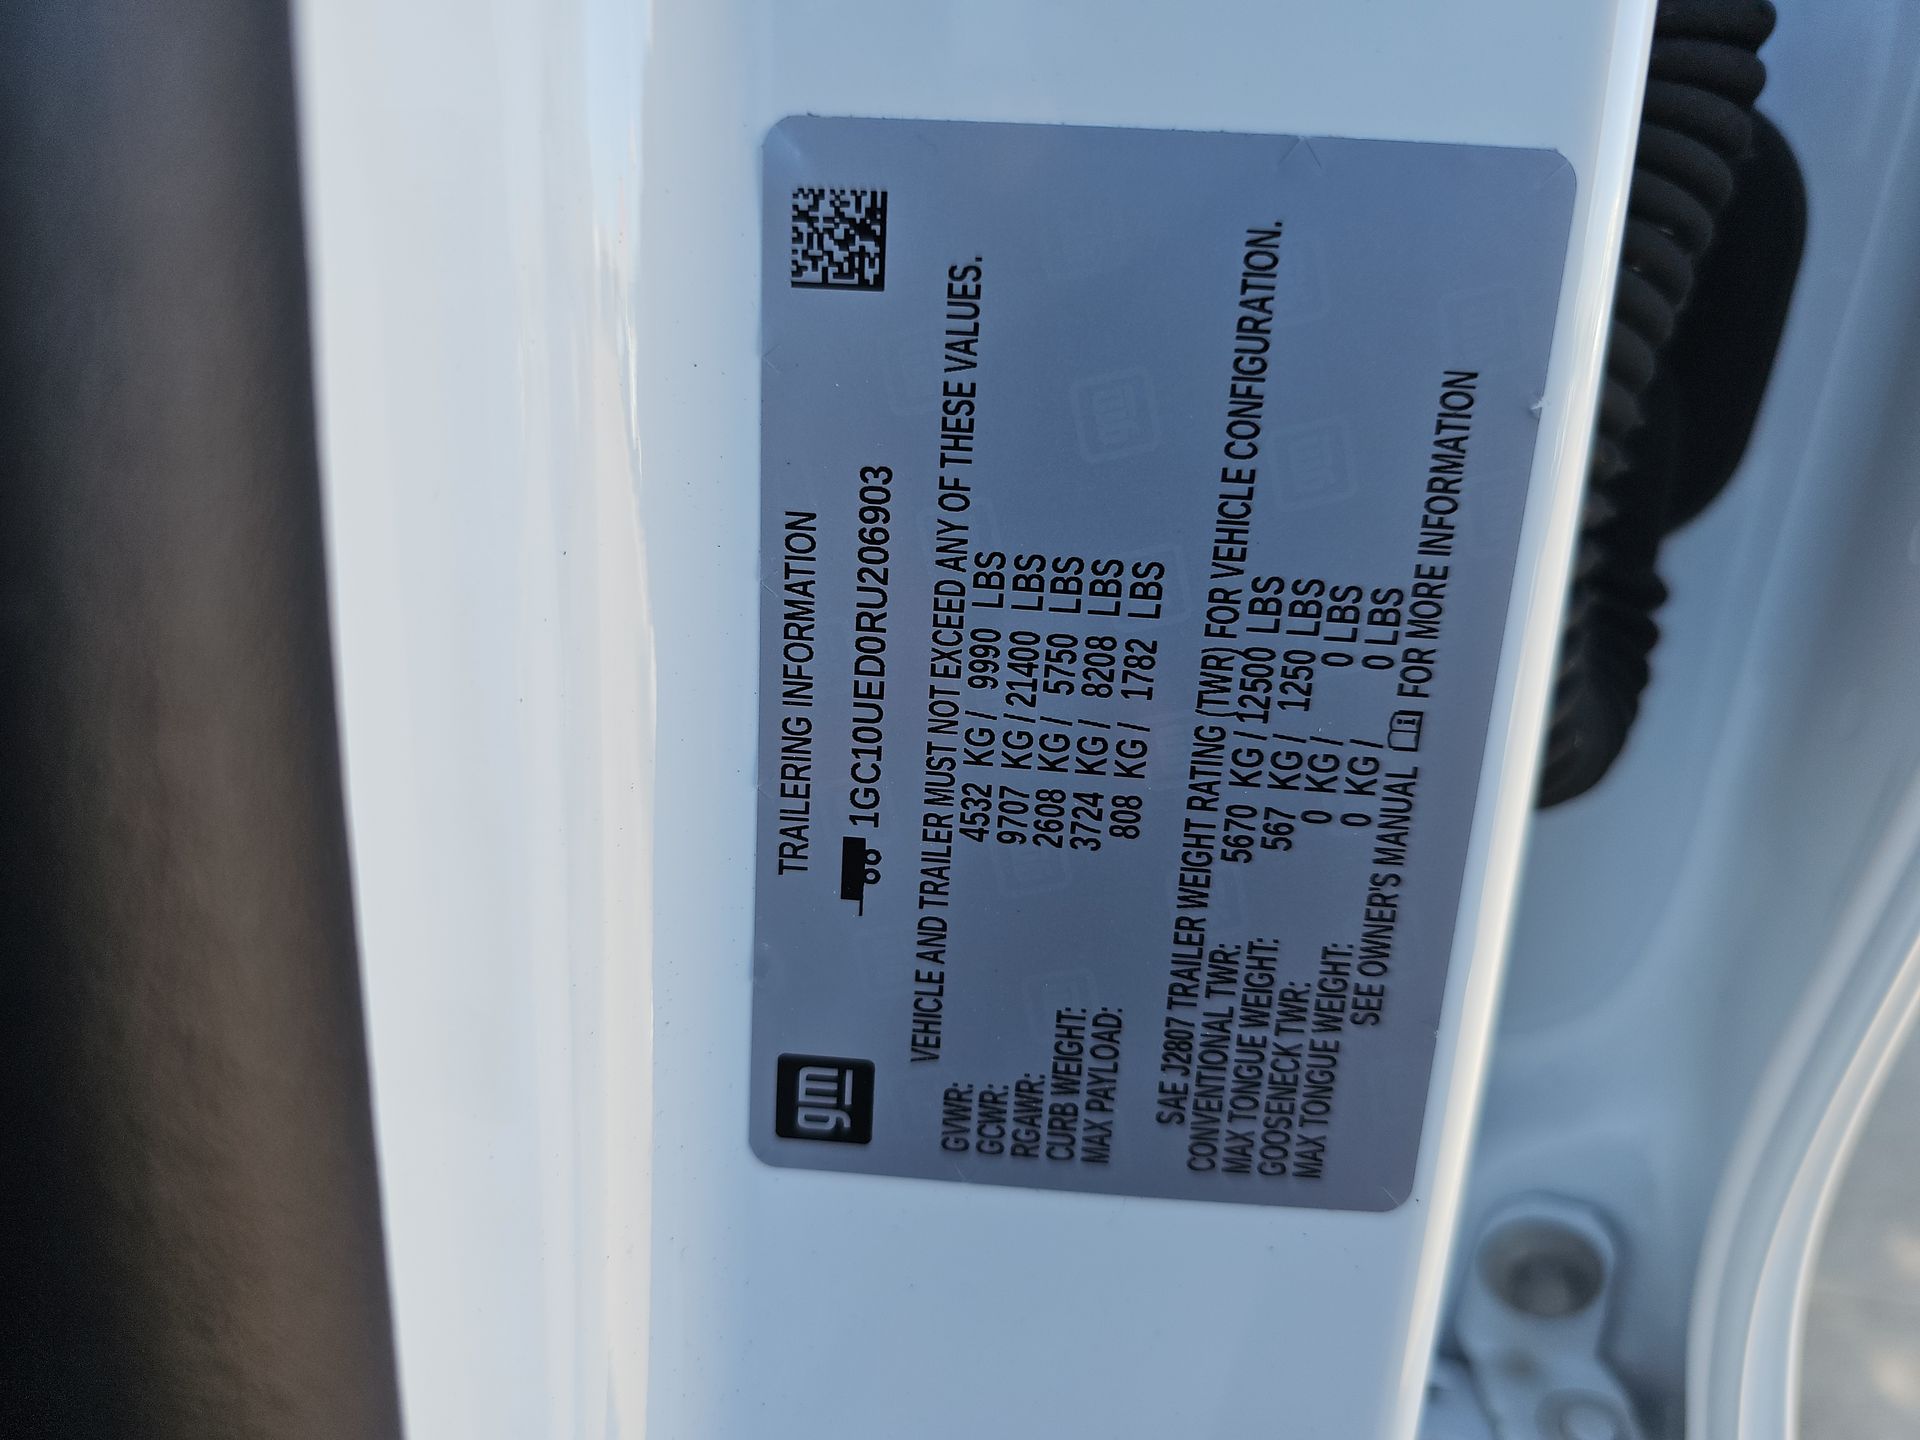 gm
TRAILERING INFORMATION
1GC10UED0RU206903
VEHICLE AND TRAILER MUST NOT EXCEED ANY OF THESE VALUES.
GVWR: 4532 KG / 9990 LBS
GCWR: 9707 KG / 21400 LBS
RGAWR: 2608 KG / 5750 LBS
CURB WEIGHT: 3724 KG / 8208 LBS
MAX PAYLOAD: 808 KG / 1782 LBS
SAE J2807 TRAILER WEIGHT RATING (TWR) FOR VEHICLE CONFIGURATION.
CONVENTIONAL TWR: 5670 KG / 12500 LBS
MAX TONGUE WEIGHT: 567 KG / 1250 LBS
GOOSENECK TWR: 0 KG / 0 LBS
MAX TONGUE WEIGHT: 0 KG / 0 LBS
SEE OWNER'S MANUAL FOR MORE INFORMATION